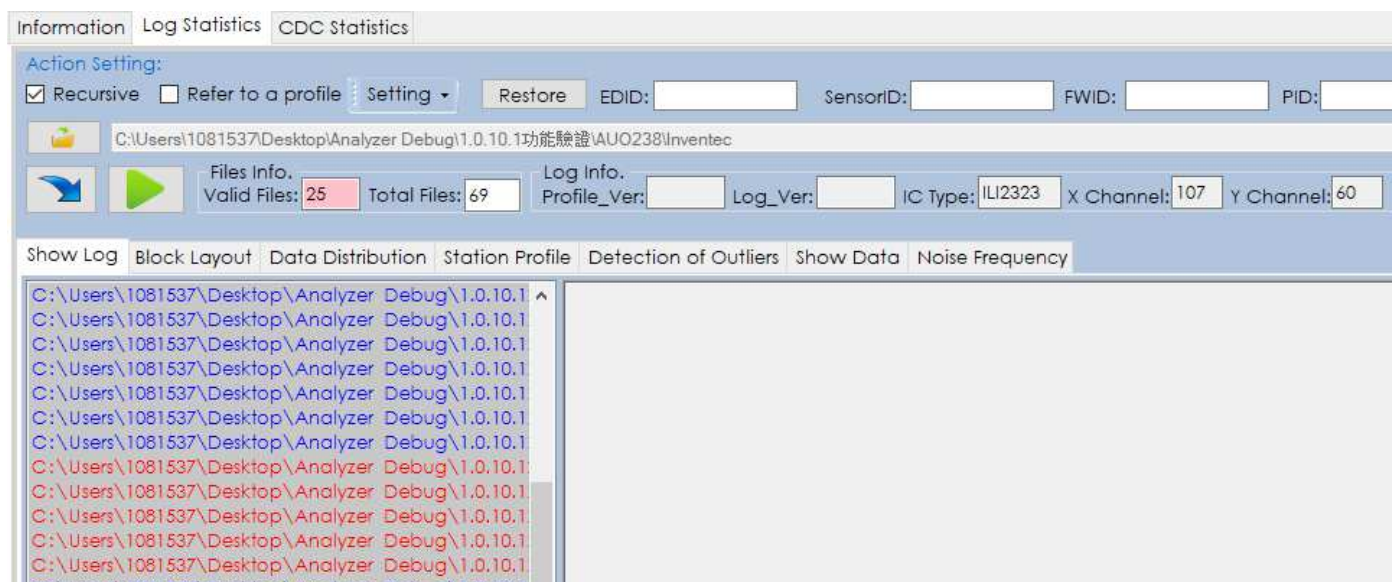 Information Log Statistics CDC Statistics
Action Setting:
Recursive Refer to a profile Setting Restore EDID: SensorID: FWID: PID:
C:\Users\1081537\Desktop\Analyzer Debug\1.0.10.1功能驗證\AUO238\Inventec
Files Info. Log Info.
Valid Files: 25 Total Files: 69 Profile_Ver: Log_Ver: IC Type: ILI2323 X Channel: 107 Y Channel: 60
Show Log Block Layout Data Distribution Station Profile Detection of Outliers Show Data Noise Frequency
C:\Users\1081537\Desktop\Analyzer Debug\1.0.10.1
C:\Users\1081537\Desktop\Analyzer Debug\1.0.10.1
C:\Users\1081537\Desktop\Analyzer Debug\1.0.10.1
C:\Users\1081537\Desktop\Analyzer Debug\1.0.10.1
C:\Users\1081537\Desktop\Analyzer Debug\1.0.10.1
C:\Users\1081537\Desktop\Analyzer Debug\1.0.10.1
C:\Users\1081537\Desktop\Analyzer Debug\1.0.10.1
C:\Users\1081537\Desktop\Analyzer Debug\1.0.10.1
C:\Users\1081537\Desktop\Analyzer Debug\1.0.10.1
C:\Users\1081537\Desktop\Analyzer Debug\1.0.10.1
C:\Users\1081537\Desktop\Analyzer Debug\1.0.10.1
C:\Users\1081537\Desktop\Analyzer Debug\1.0.10.1